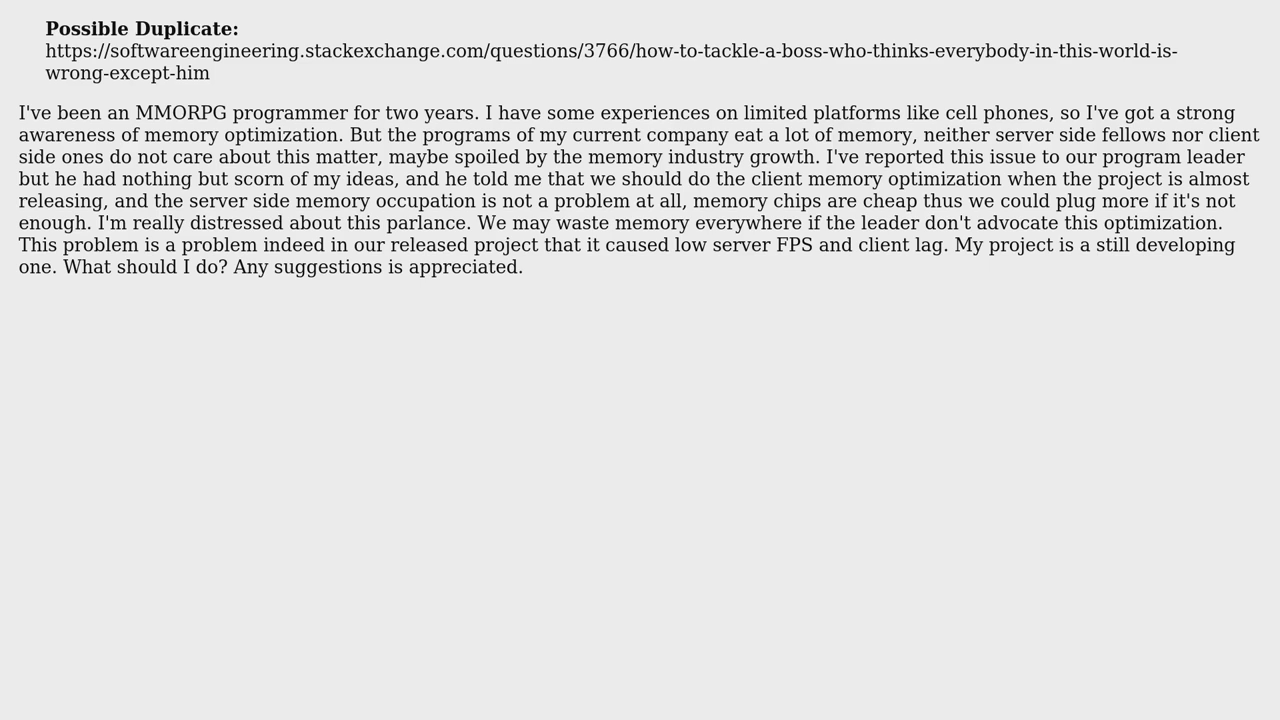 Possible Duplicate:
https://softwareengineering.stackexchange.com/questions/3766/how-to-tackle-a-boss-who-thinks-everybody-in-this-world-is-
wrong-except-him
I've been an MMORPG programmer for two years. I have some experiences on limited platforms like cell phones, so I've got a strong
awareness of memory optimization. But the programs of my current company eat a lot of memory, neither server side fellows nor client
side ones do not care about this matter, maybe spoiled by the memory industry growth. I've reported this issue to our program leader
but he had nothing but scorn of my ideas, and he told me that we should do the client memory optimization when the project is almost
releasing, and the server side memory occupation is not a problem at all, memory chips are cheap thus we could plug more if it's not
enough. I'm really distressed about this parlance. We may waste memory everywhere if the leader don't advocate this optimization.
This problem is a problem indeed in our released project that it caused low server FPS and client lag. My project is a still developing
one. What should I do? Any suggestions is appreciated.